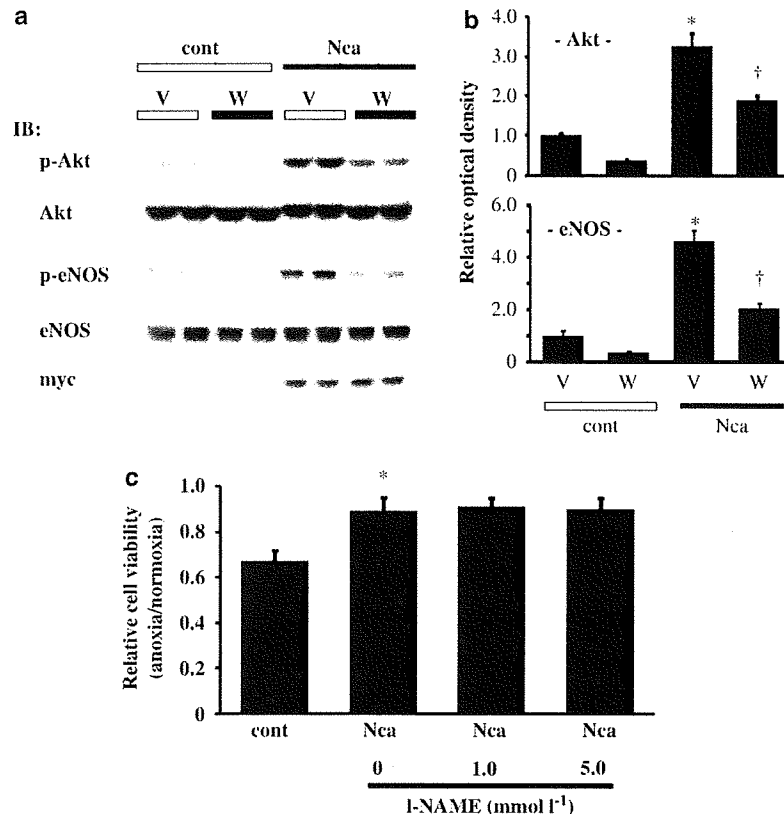 a
cont Nca
V W V W
IB:
p-Akt
Akt
p-eNOS
eNOS
myc
b
Relative optical density
4.0
3.0
2.0
1.0
0
- Akt -
*
†
6.0
4.0
2.0
0
- eNOS -
*
†
V W V W
cont Nca
c
Relative cell viability
(anoxia/normoxia)
1.0
0.8
0.6
0.4
0.2
0
*
cont Nca Nca Nca
0 1.0 5.0
l-NAME (mmol l⁻¹)